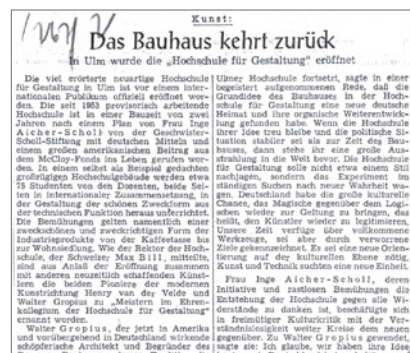 Kunst:
Das Bauhaus kehrt zurück
In Ulm wurde die „Hochschule für Gestaltung“ eröffnet
Die viel erörterte neuartige Hochschule
für Gestaltung in Ulm ist vor einem inter-
nationalen Publikum offiziell eröffnet wor-
den. Die seit 1953 provisorisch arbeitende
Hochschule ist in einer Bauzeit von zwei
Jahren nach einem Plan von Frau Inge
Aicher-Scholl von der Geschwister-
Scholl-Stiftung mit deutschen Mitteln und
einem großen amerikanischen Beitrag aus
dem McCloy-Fonds ins Leben gerufen wor-
den. In einem selbst als Beispiel gedachten
großzügigen Hochschulgebäude werden etwa
75 Studenten von den Dozenten, beide Sei-
ten in internationaler Zusammensetzung, in
der Gestaltung der schönen Zweckform aus
der technischen Funktion heraus unterrichtet.
Die Bemühungen gelten namentlich einer
zweckschönen und zweckrichtigen Form der
Industrieprodukte von der Kaffeetasse bis
zur Wohnsiedlung. Wie der Rektor der Hoch-
schule, der Schweizer Max Bill, mitteilte,
sind aus Anlaß der Eröffnung zusammen
mit anderen neuzeitlich schaffenden Künst-
lern die beiden Pioniere der modernen
Kunstrichtung Henry van der Velde und
Walter Gropius zu „Meistern im Ehren-
kollegium der Hochschule für Gestaltung“
ernannt worden.
Walter Gropius, der jetzt in Amerika
und vorübergehend in Deutschland wirkende
schöpferische Architekt und Begründer des
Ulmer Hochschule fortsetzt, sagte in einer
begeistert aufgenommenen Rede, daß die
Grundidee des Bauhauses in der Hoch-
schule für Gestaltung eine neue deutsche
Heimat und ihre organische Weiterentwick-
lung gefunden habe. Wenn die Hochschule
ihrer Idee treu bleibe und die politische Si-
tuation stabiler sei als zur Zeit des Bau-
hauses, dann stehe ihr eine große Aus-
strahlung in die Welt bevor. Die Hochschule
für Gestaltung solle nicht etwa einem Stil
nachjagen, sondern das Experiment im
ständigen Suchen nach neuer Wahrheit wa-
gen. Deutschland habe die große kulturelle
Chance, das Magische gegenüber dem Logi-
schen wieder zur Geltung zu bringen, das
heißt, den Künstler wieder zu legitimieren.
Unsere Zeit verfüge über vollkommene
Werkzeuge, sei aber durch verworrene
Ziele gekennzeichnet. Es sei eine neue Orien-
tierung auf der kulturellen Ebene nötig.
Kunst und Technik suchten eine neue Einheit.
Frau Inge Aicher-Scholl, deren
Initiative und rastlosen Bemühungen die
Entstehung der Hochschule gegen alle Wi-
derstände zu danken ist, beschäftigte sich
in freimütiger Kulturkritik mit der Ver-
ständnislosigkeit weiter Kreise dem neuen
gegenüber. Zu Walter Gropius gewendet,
sagte sie: Ich glaube, wir haben ihre Idee